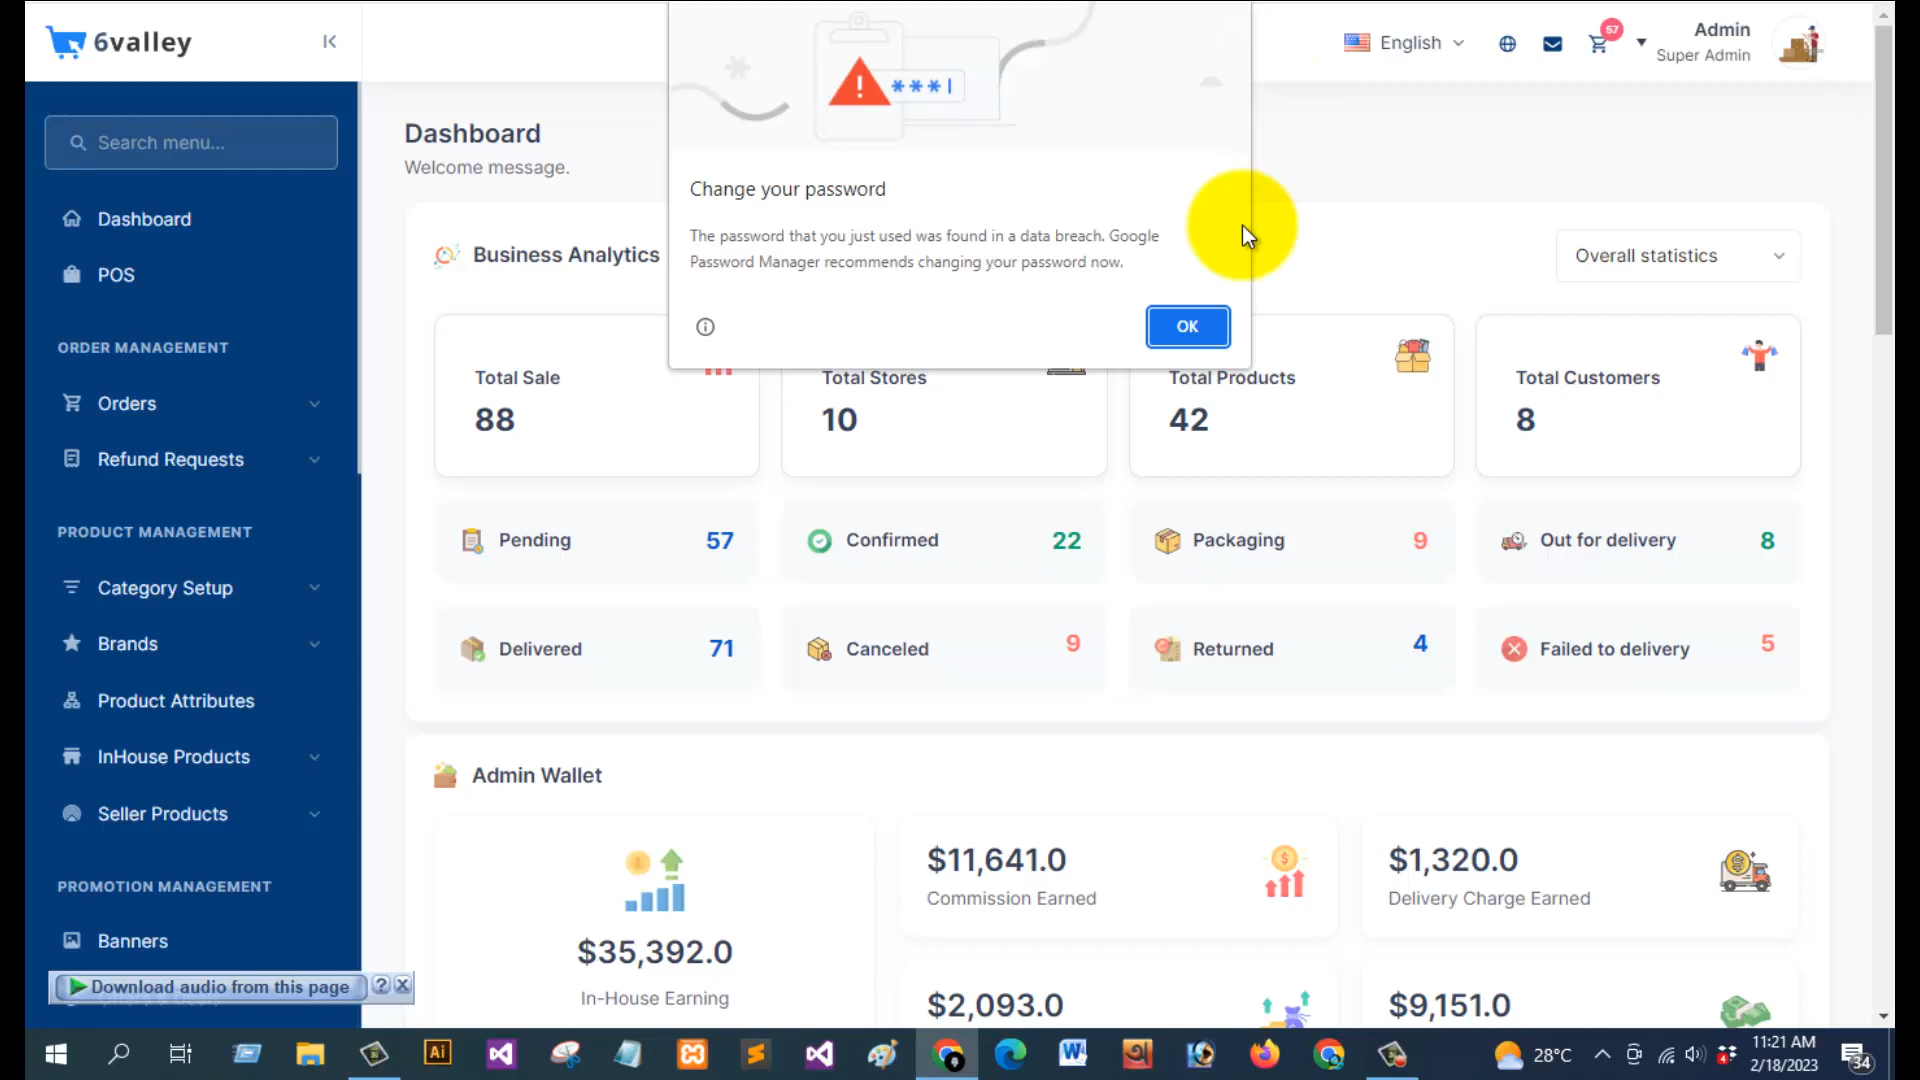 6valley
English
57
Admin
Super Admin
***|
Search menu...
Dashboard
POS
ORDER MANAGEMENT
Orders
Refund Requests
PRODUCT MANAGEMENT
Category Setup
Brands
Product Attributes
InHouse Products
Seller Products
PROMOTION MANAGEMENT
Banners
Download audio from this page
Dashboard
Welcome message.
Change your password
The password that you just used was found in a data breach. Google
Password Manager recommends changing your password now.
OK
Business Analytics
Overall statistics
Total Sale
88
Total Stores
10
Total Products
42
Total Customers
8
Pending 57
Confirmed 22
Packaging 9
Out for delivery 8
Delivered 71
Canceled 9
Returned 4
Failed to delivery 5
Admin Wallet
$35,392.0
In-House Earning
$11,641.0
Commission Earned
$1,320.0
Delivery Charge Earned
$2,093.0
$9,151.0
Ai
28°C
11:21 AM
2/18/2023
34